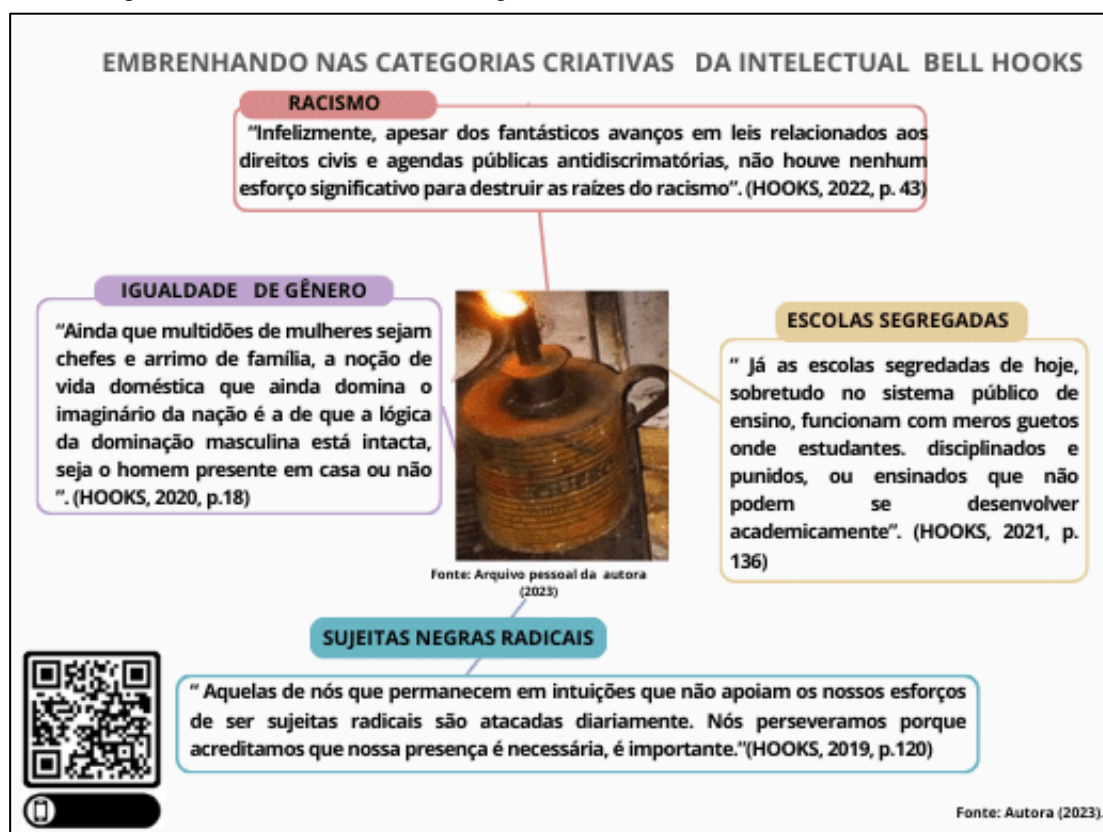 EMBRENHANDO NAS CATEGORIAS CRIATIVAS DA INTELECTUAL BELL HOOKS
RACISMO
"Infelizmente, apesar dos fantásticos avanços em leis relacionados aos
direitos civis e agendas públicas antidiscrimatórias, não houve nenhum
esforço significativo para destruir as raízes do racismo". (HOOKS, 2022, p. 43)
IGUALDADE DE GÊNERO
"Ainda que multidões de mulheres sejam
chefes e arrimo de família, a noção de
vida doméstica que ainda domina o
imaginário da nação é a de que a lógica
da dominação masculina está intacta,
seja o homem presente em casa ou não
". (HOOKS, 2020, p.18)
ESCOLAS SEGREGADAS
" Já as escolas segredadas de hoje,
sobretudo no sistema público de
ensino, funcionam com meros guetos
onde estudantes. disciplinados e
punidos, ou ensinados que não
podem se desenvolver
academicamente". (HOOKS, 2021, p.
136)
Fonte: Arquivo pessoal da autora
(2023)
SUJEITAS NEGRAS RADICAIS
" Aquelas de nós que permanecem em intuições que não apoiam os nossos esforços
de ser sujeitas radicais são atacadas diariamente. Nós perseveramos porque
acreditamos que nossa presença é necessária, é importante."(HOOKS, 2019, p.120)
Fonte: Autora (2023).